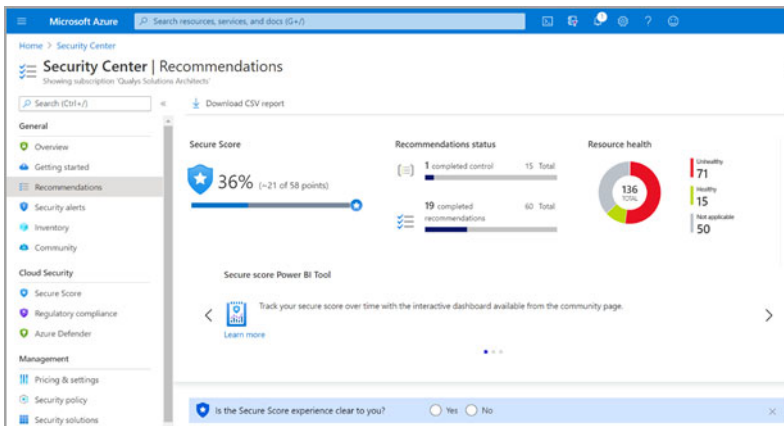 Microsoft Azure
Search resources, services, and docs (G+/)
1
Home > Security Center
Security Center | Recommendations
Showing subscription 'Qualys Solutions Architects'
Search (Ctrl+/)
«
Download CSV report
General
Overview
Getting started
Recommendations
Security alerts
Inventory
Community
Cloud Security
Secure Score
Regulatory compliance
Azure Defender
Management
Pricing & settings
Security policy
Security solutions
Secure Score
36% (~21 of 58 points)
Recommendations status
1 completed control 15 Total
19 completed recommendations 60 Total
Resource health
136
TOTAL
Unhealthy
71
Healthy
15
Not applicable
50
Secure score Power BI Tool
Track your secure score over time with the interactive dashboard available from the community page.
Learn more
Is the Secure Score experience clear to you? Yes No